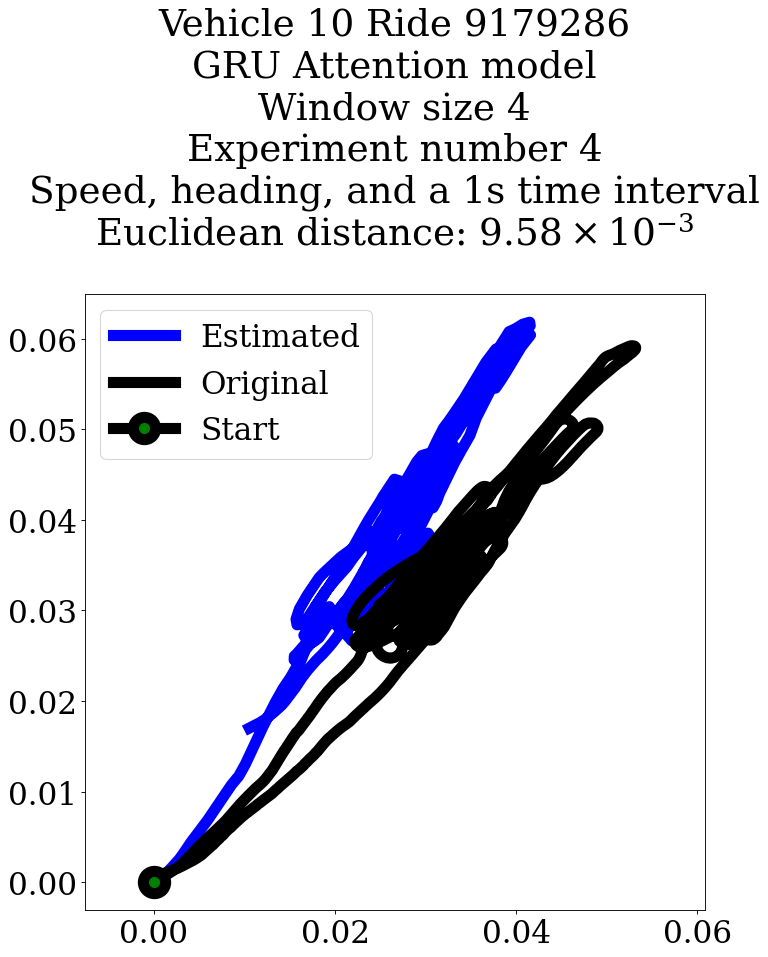 Vehicle 10 Ride 9179286
GRU Attention model
Window size 4
Experiment number 4
Speed, heading, and a 1s time interval
Euclidean distance: 9.58 × 10⁻³
Estimated
Original
Start
0.06
0.05
0.04
0.03
0.02
0.01
0.00
0.00 0.02 0.04 0.06